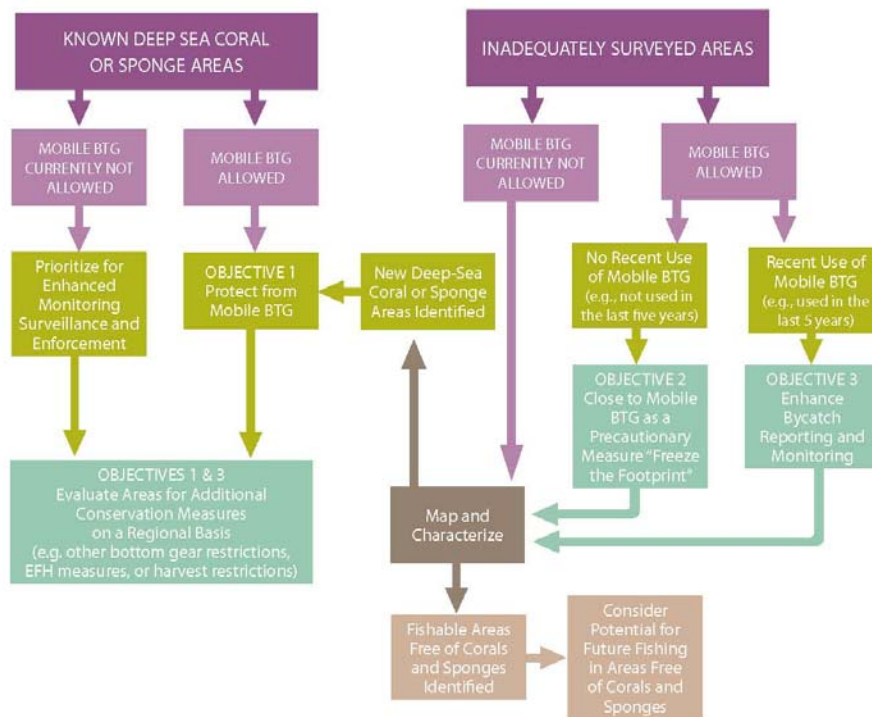 KNOWN DEEP SEA CORAL
OR SPONGE AREAS
INADEQUATELY SURVEYED AREAS
MOBILE BTG
CURRENTLY NOT
ALLOWED
MOBILE BTG
ALLOWED
MOBILE BTG
CURRENTLY NOT
ALLOWED
MOBILE BTG
ALLOWED
Prioritize for
Enhanced
Monitoring
Surveillance and
Enforcement
OBJECTIVE 1
Protect from
Mobile BTG
New Deep-Sea
Coral or Sponge
Areas Identified
No Recent Use
of Mobile BTG
(e.g., not used in
the last five years)
Recent Use of
Mobile BTG
(e.g., used in the
last 5 years)
OBJECTIVE 2
Close to Mobile
BTG as a
Precautionary
Measure “Freeze
the Footprint”
OBJECTIVE 3
Enhance
Bycatch
Reporting and
Monitoring
OBJECTIVES 1 & 3
Evaluate Areas for Additional
Conservation Measures
on a Regional Basis
(e.g. other bottom gear restrictions,
EFH measures, or harvest restrictions)
Map and
Characterize
Fishable Areas
Free of Corals
and Sponges
Identified
Consider
Potential for
Future Fishing
in Areas Free
of Corals and
Sponges